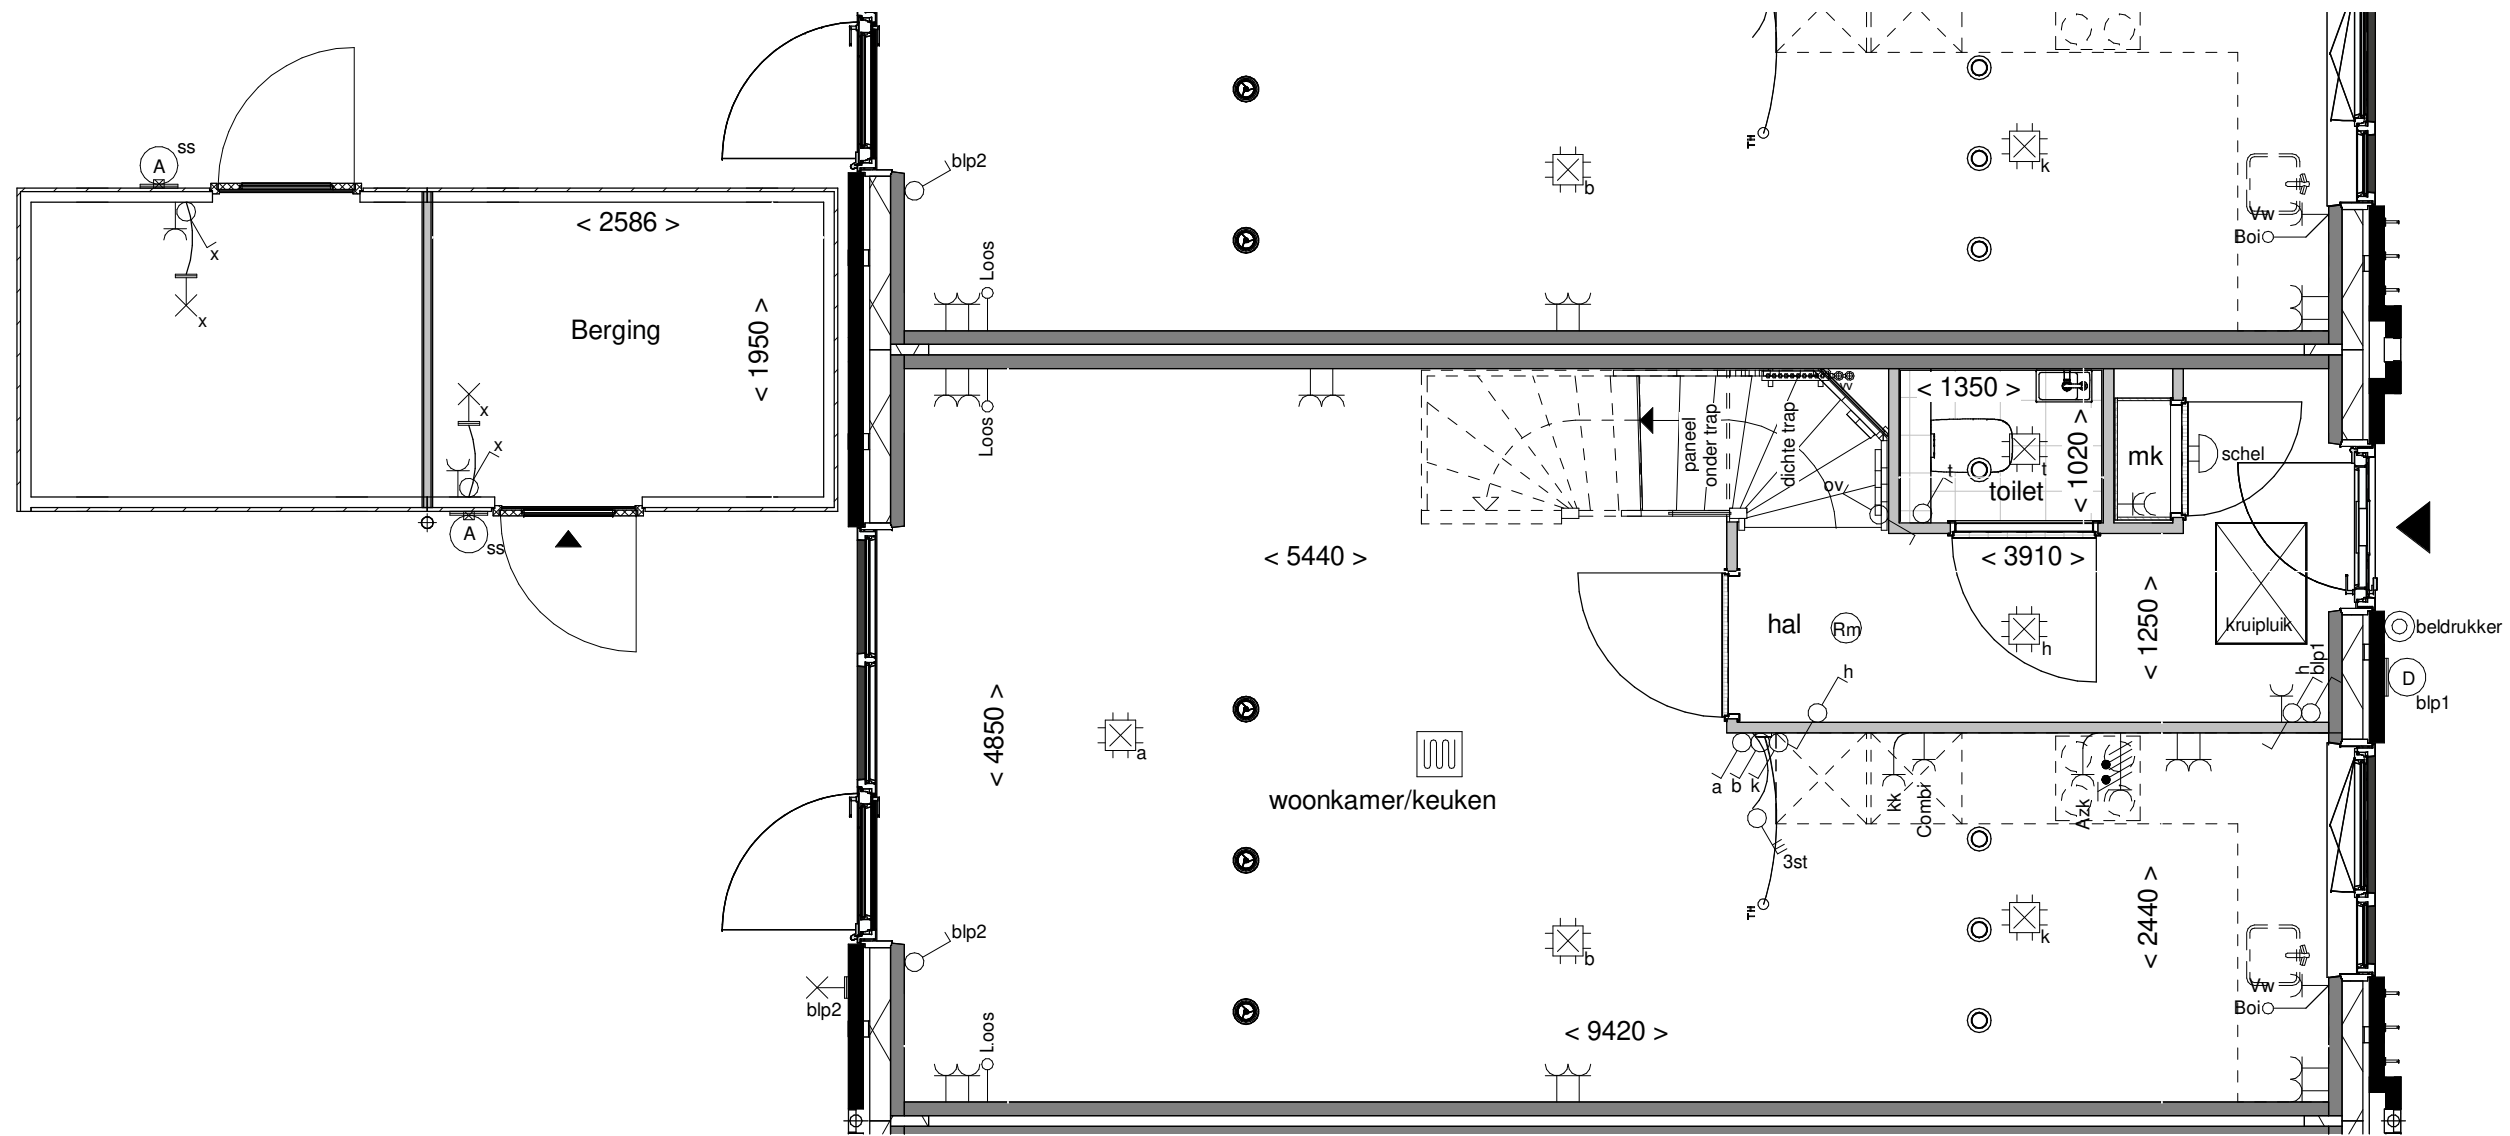 A
ss
x
x
< 2586 >
Berging
< 1950 >
x
x
A
ss
blp2
Loos
b
TH
k
Vw
Boi
Loos
< 5440 >
paneel
onder trap
dichte trap
vv
ov
< 1350 >
< 1020 >
t
t
toilet
mk
schel
< 3910 >
hal
Rm
h
h
< 1250 >
kruipluik
h
blp1
beldrukker
D
blp1
< 4850 >
a
woonkamer/keuken
a
b
k
3st
TH
kk
Combi
Azk
< 2440 >
k
blp2
blp2
b
< 9420 >
Loos
Vw
Boi